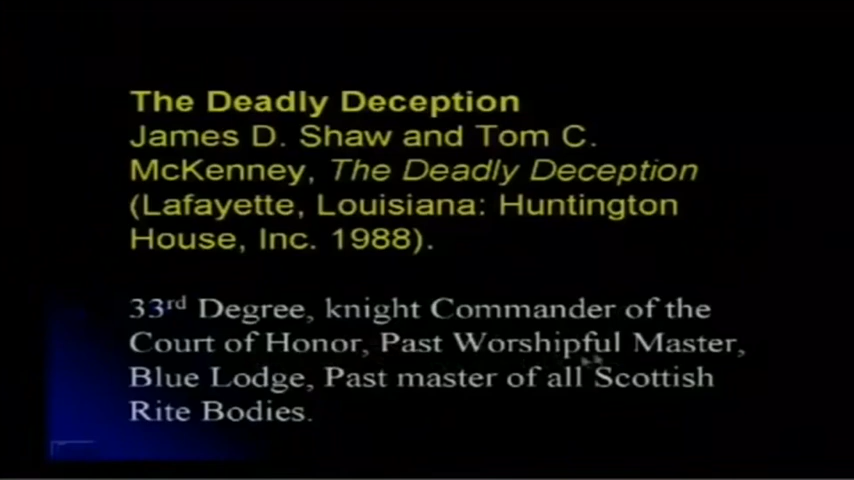 The Deadly Deception
James D. Shaw and Tom C.
McKenney, The Deadly Deception
(Lafayette, Louisiana: Huntington
House, Inc. 1988).
33rd Degree, knight Commander of the
Court of Honor, Past Worshipful Master,
Blue Lodge, Past master of all Scottish
Rite Bodies.